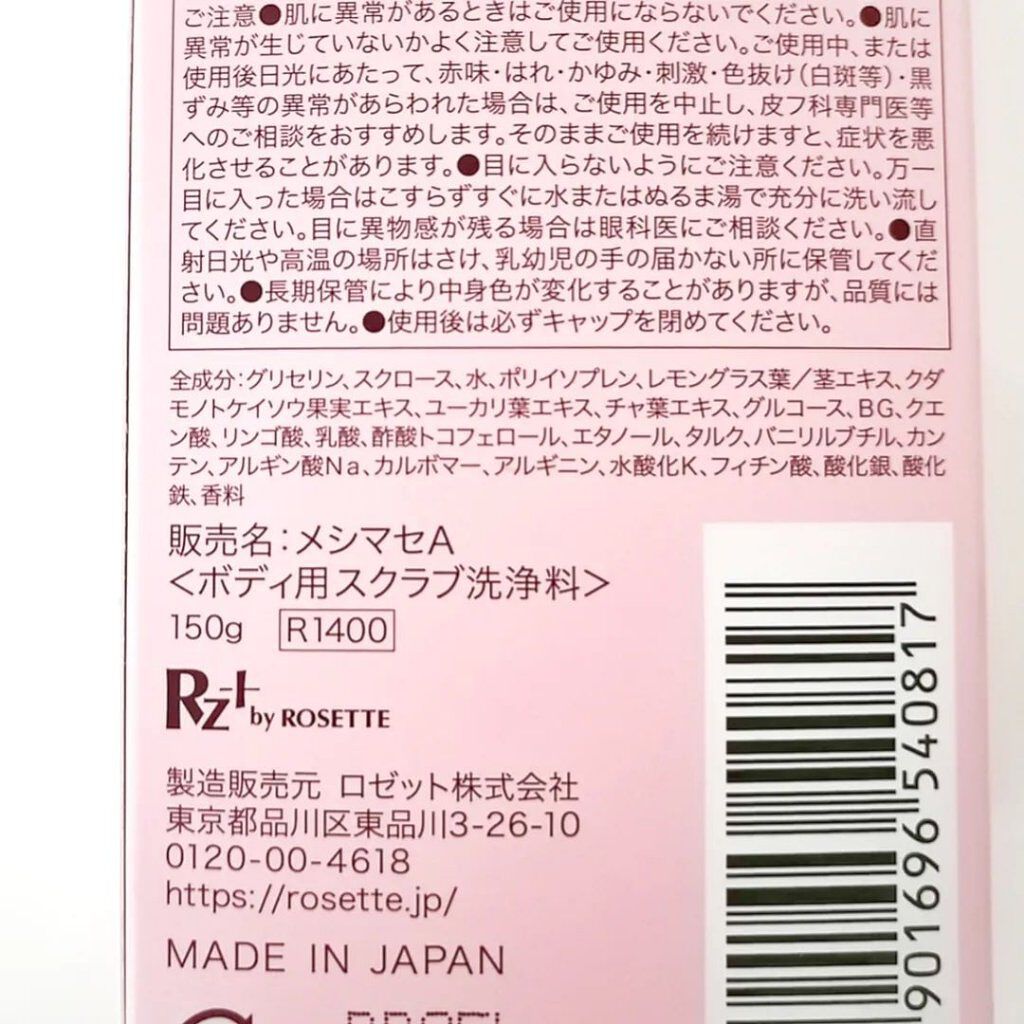 ご注意●肌に異常があるときはご使用にならないでください。●肌に
異常が生じていないかよく注意してご使用ください。ご使用中、または
使用後日光にあたって、赤味・はれ・かゆみ・刺激・色抜け(白斑等)・黒
ずみ等の異常があらわれた場合は、ご使用を中止し、皮フ科専門医等
へのご相談をおすすめします。そのままご使用を続けますと、症状を悪
化させることがあります。●目に入らないようにご注意ください。万一
目に入った場合はこすらずすぐに水またはぬるま湯で充分に洗い流し
てください。目に異物感が残る場合は眼科医にご相談ください。●直
射日光や高温の場所はさけ、乳幼児の手の届かない所に保管してくだ
さい。●長期保管により中身色が変化することがありますが、品質には
問題ありません。●使用後は必ずキャップを閉めてください。
全成分:グリセリン、スクロース、水、ポリイソプレン、レモングラス葉/茎エキス、クダ
モノトケイソウ果実エキス、ユーカリ葉エキス、チャ葉エキス、グルコース、BG、クエ
ン酸、リンゴ酸、乳酸、酢酸トコフェロール、エタノール、タルク、バニリルブチル、カン
テン、アルギン酸Na、カルボマー、アルギニン、水酸化K、フィチン酸、酸化銀、酸化
鉄、香料
販売名:メシマセA
<ボディ用スクラブ洗浄料>
150g R1400
Rz+ by ROSETTE
製造販売元 ロゼット株式会社
東京都品川区東品川3-26-10
0120-00-4618
https://rosette.jp/
MADE IN JAPAN
901696540817